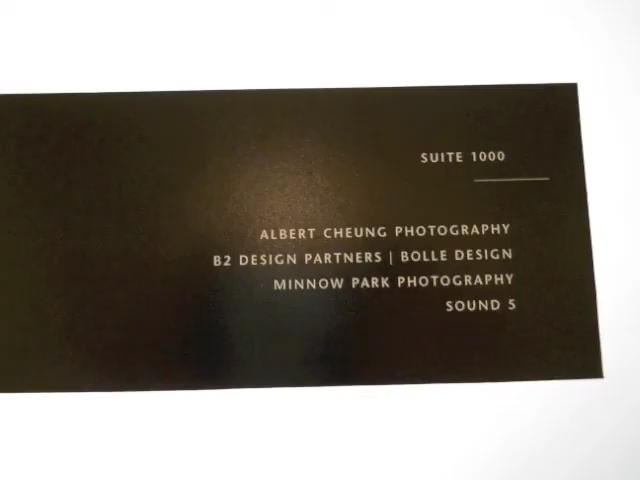 SUITE 1000
ALBERT CHEUNG PHOTOGRAPHY
B2 DESIGN PARTNERS | BOLLE DESIGN
MINNOW PARK PHOTOGRAPHY
SOUND 5